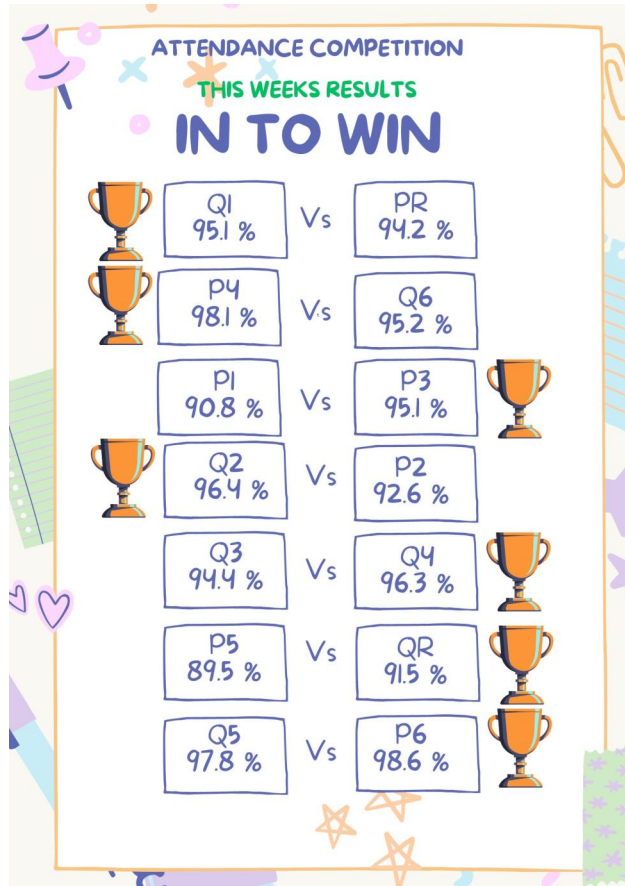 ATTENDANCE COMPETITION
THIS WEEKS RESULTS
IN TO WIN
Q1 Vs PR
95.1 % 94.2 %
P4 V.s Q6
98.1 % 95.2 %
P1 Vs P3
90.8 % 95.1 %
Q2 Vs P2
96.4 % 92.6 %
Q3 Vs Q4
94.4 % 96.3 %
P5 Vs QR
89.5 % 91.5 %
Q5 Vs P6
97.8 % 98.6 %